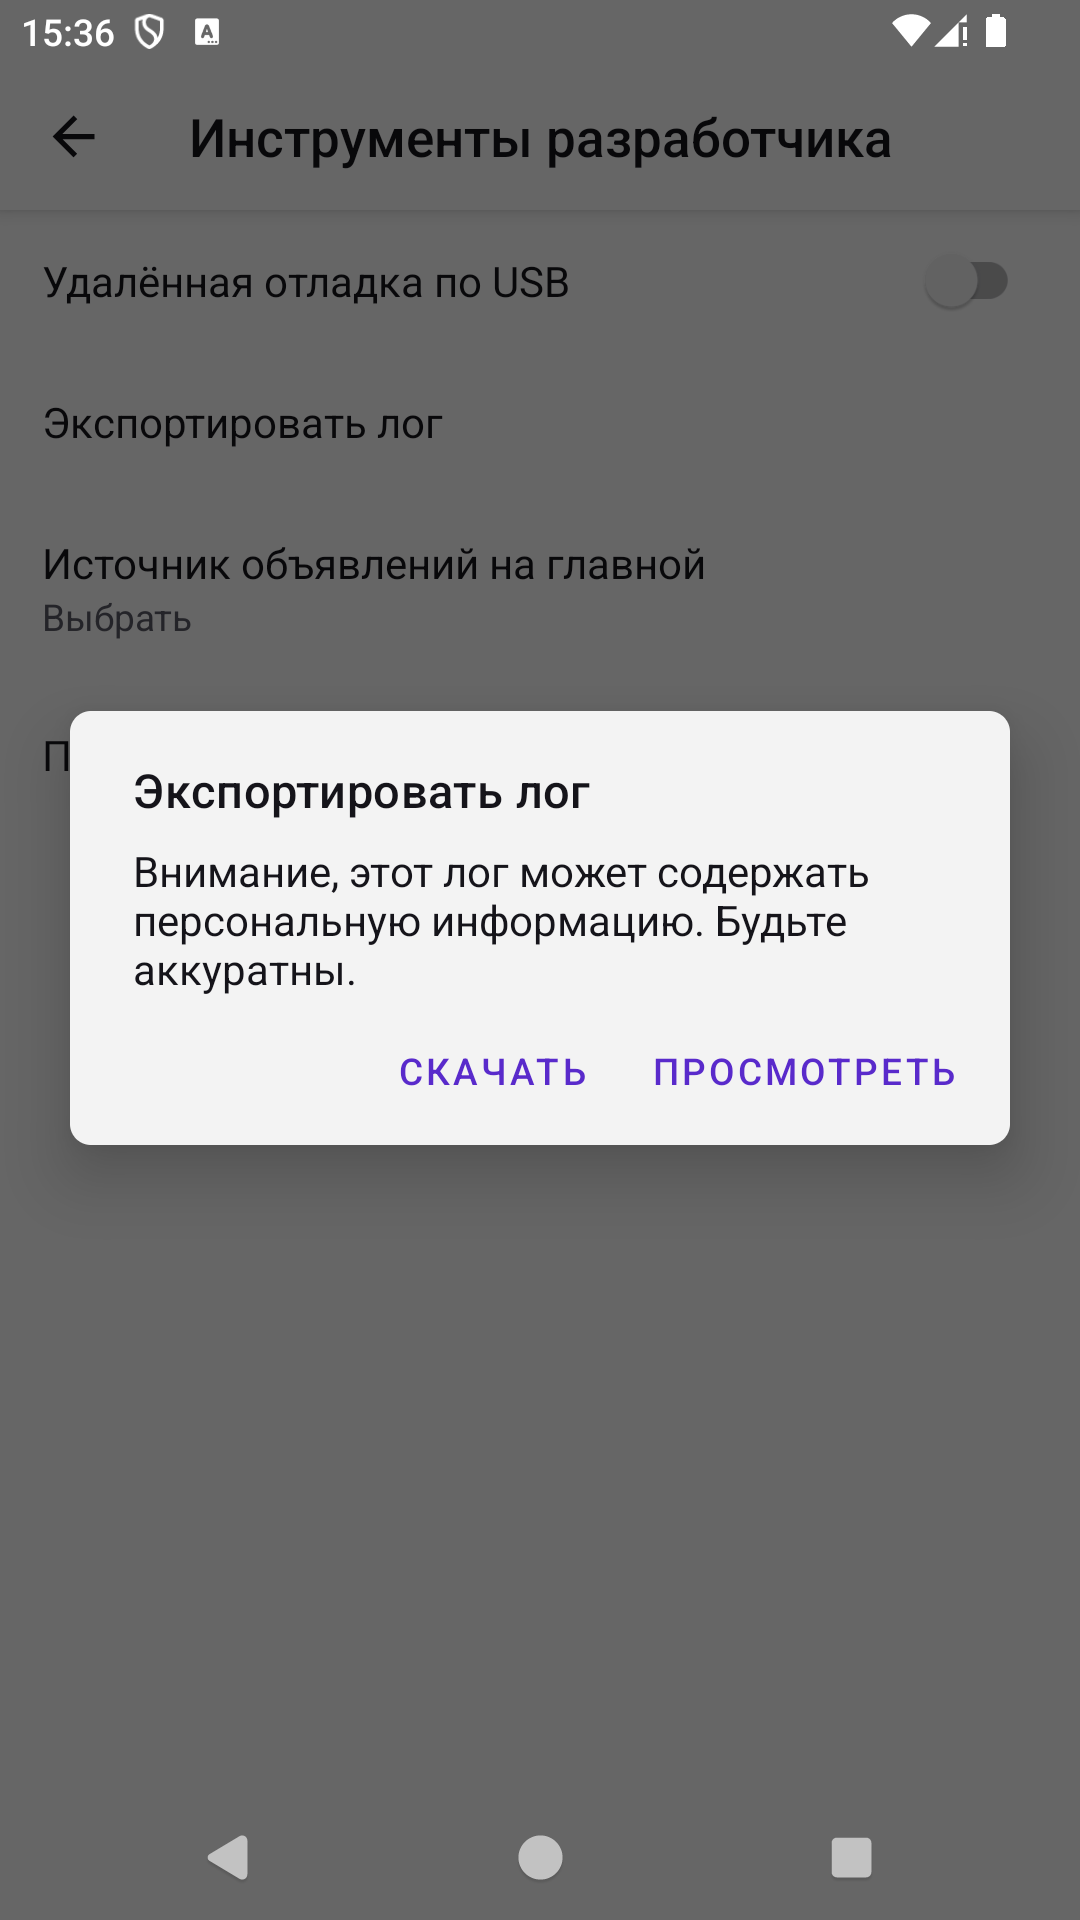 15:36
Инструменты разработчика
Удалённая отладка по USB
Экспортировать лог
Источник объявлений на главной
Выбрать
П
Экспортировать лог
Внимание, этот лог может содержать
персональную информацию. Будьте
аккуратны.
СКАЧАТЬ ПРОСМОТРЕТЬ